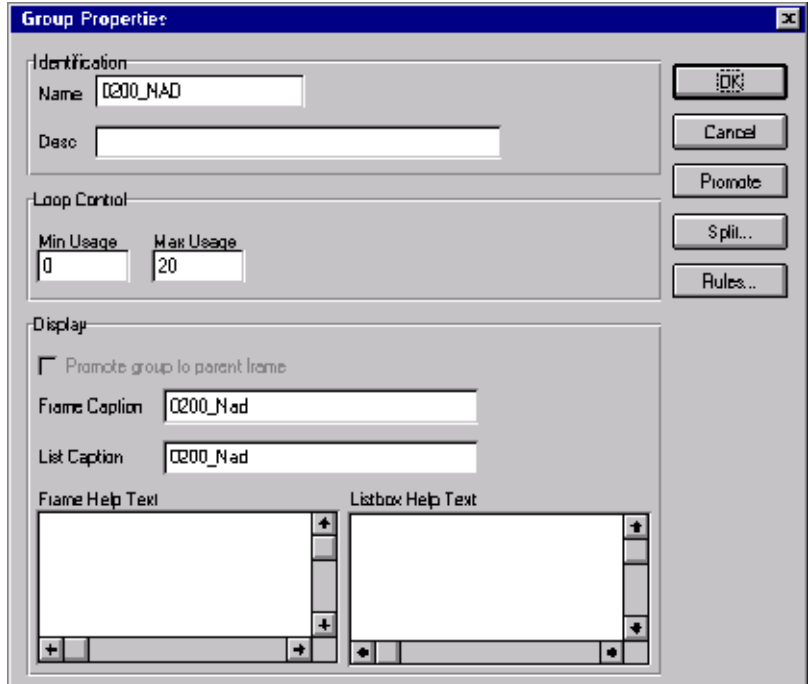 Group Properties
Identification
Name 0200_NAD
Desc
OK
Cancel
Promote
Split...
Rules...
Loop Control
Min Usage Max Usage
0 20
Display
Promote group to parent frame
Frame Caption 0200_Nad
List Caption 0200_Nad
Frame Help Text Listbox Help Text